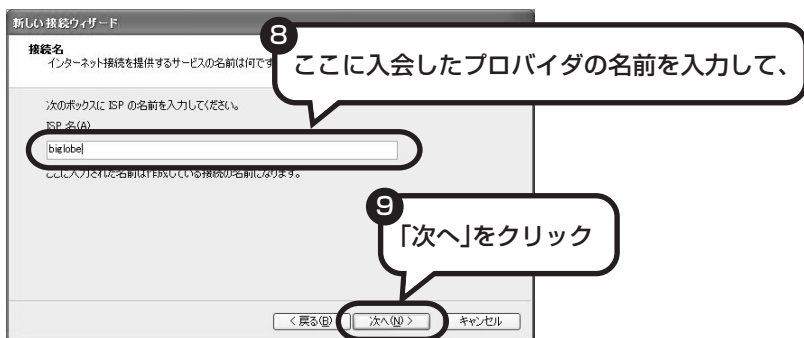 新しい接続ウィザード
接続名
インターネット接続を提供するサービスの名前は何です
8
ここに入会したプロバイダの名前を入力して、
次のボックスに ISP の名前を入力してください。
ISP 名(A)
biglobe
ここに入力された名前は作成している接続の名前になります。
9
「次へ」をクリック
< 戻る(B)
次へ(N) >
キャンセル